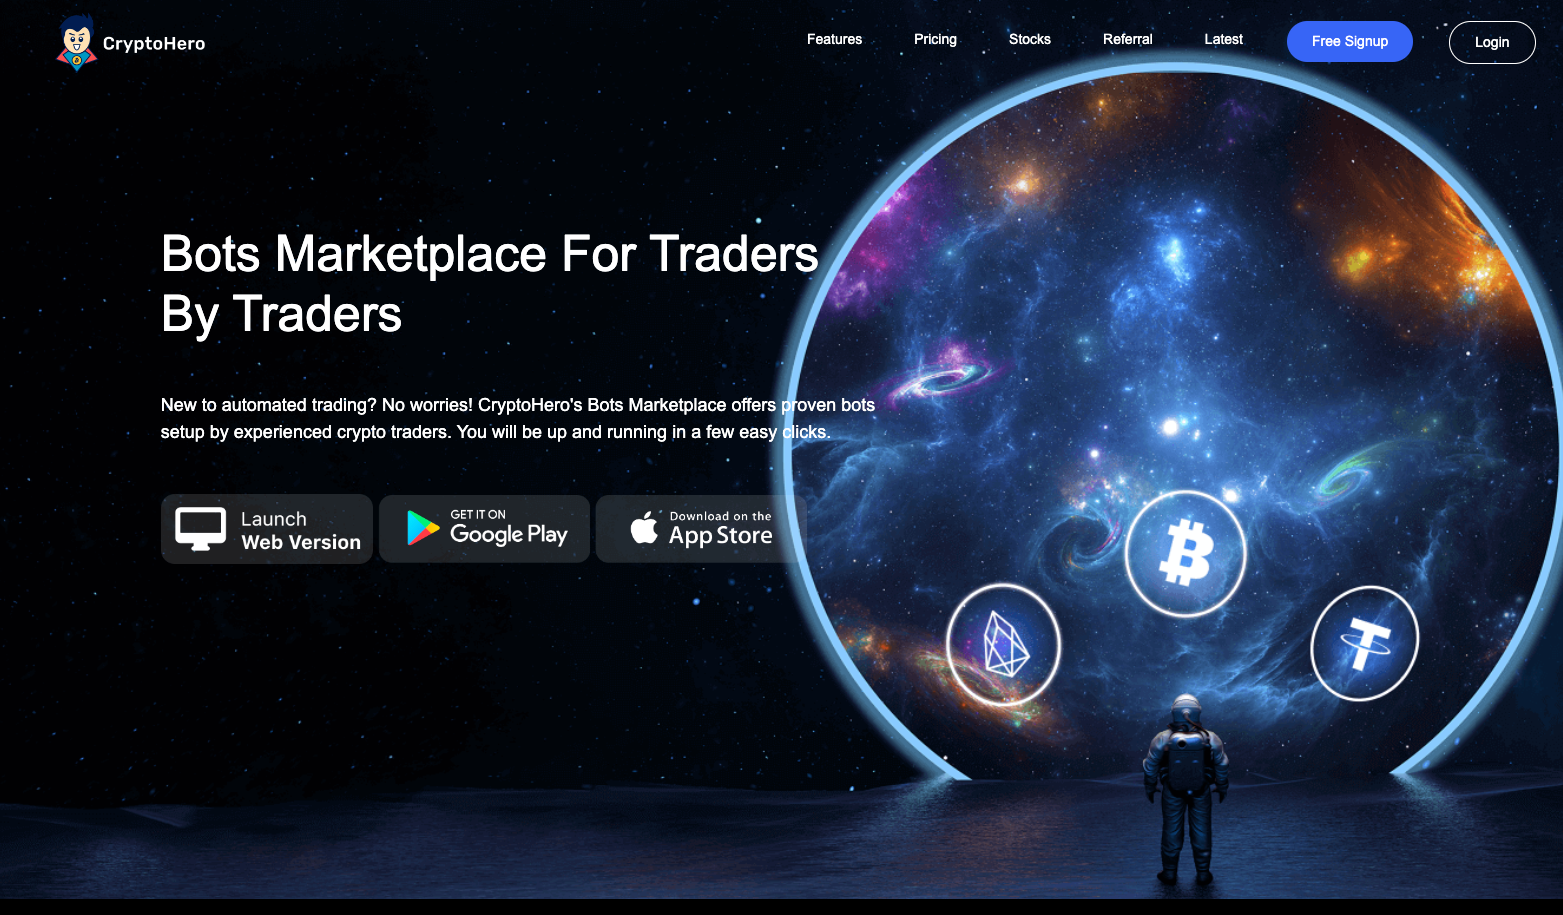 CryptoHero
Features
Pricing
Stocks
Referral
Latest
Free Signup
Login
Bots Marketplace For Traders
By Traders
New to automated trading? No worries! CryptoHero's Bots Marketplace offers proven bots
setup by experienced crypto traders. You will be up and running in a few easy clicks.
Launch
Web Version
GET IT ON
Google Play
Download on the
App Store